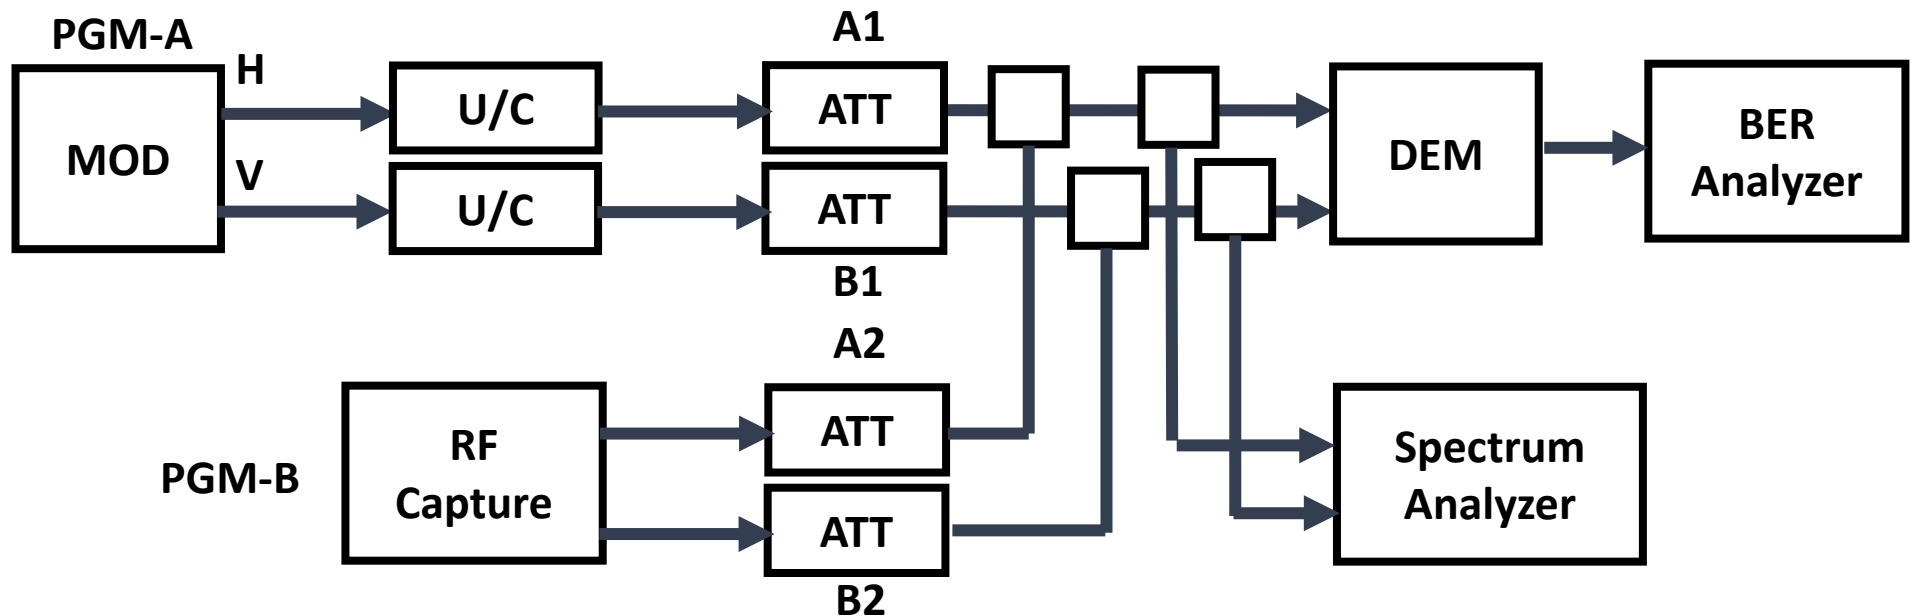 PGM-A
MOD
H
V
U/C
U/C
A1
ATT
ATT
B1
DEM
BER
Analyzer
PGM-B
RF
Capture
A2
ATT
ATT
B2
Spectrum
Analyzer